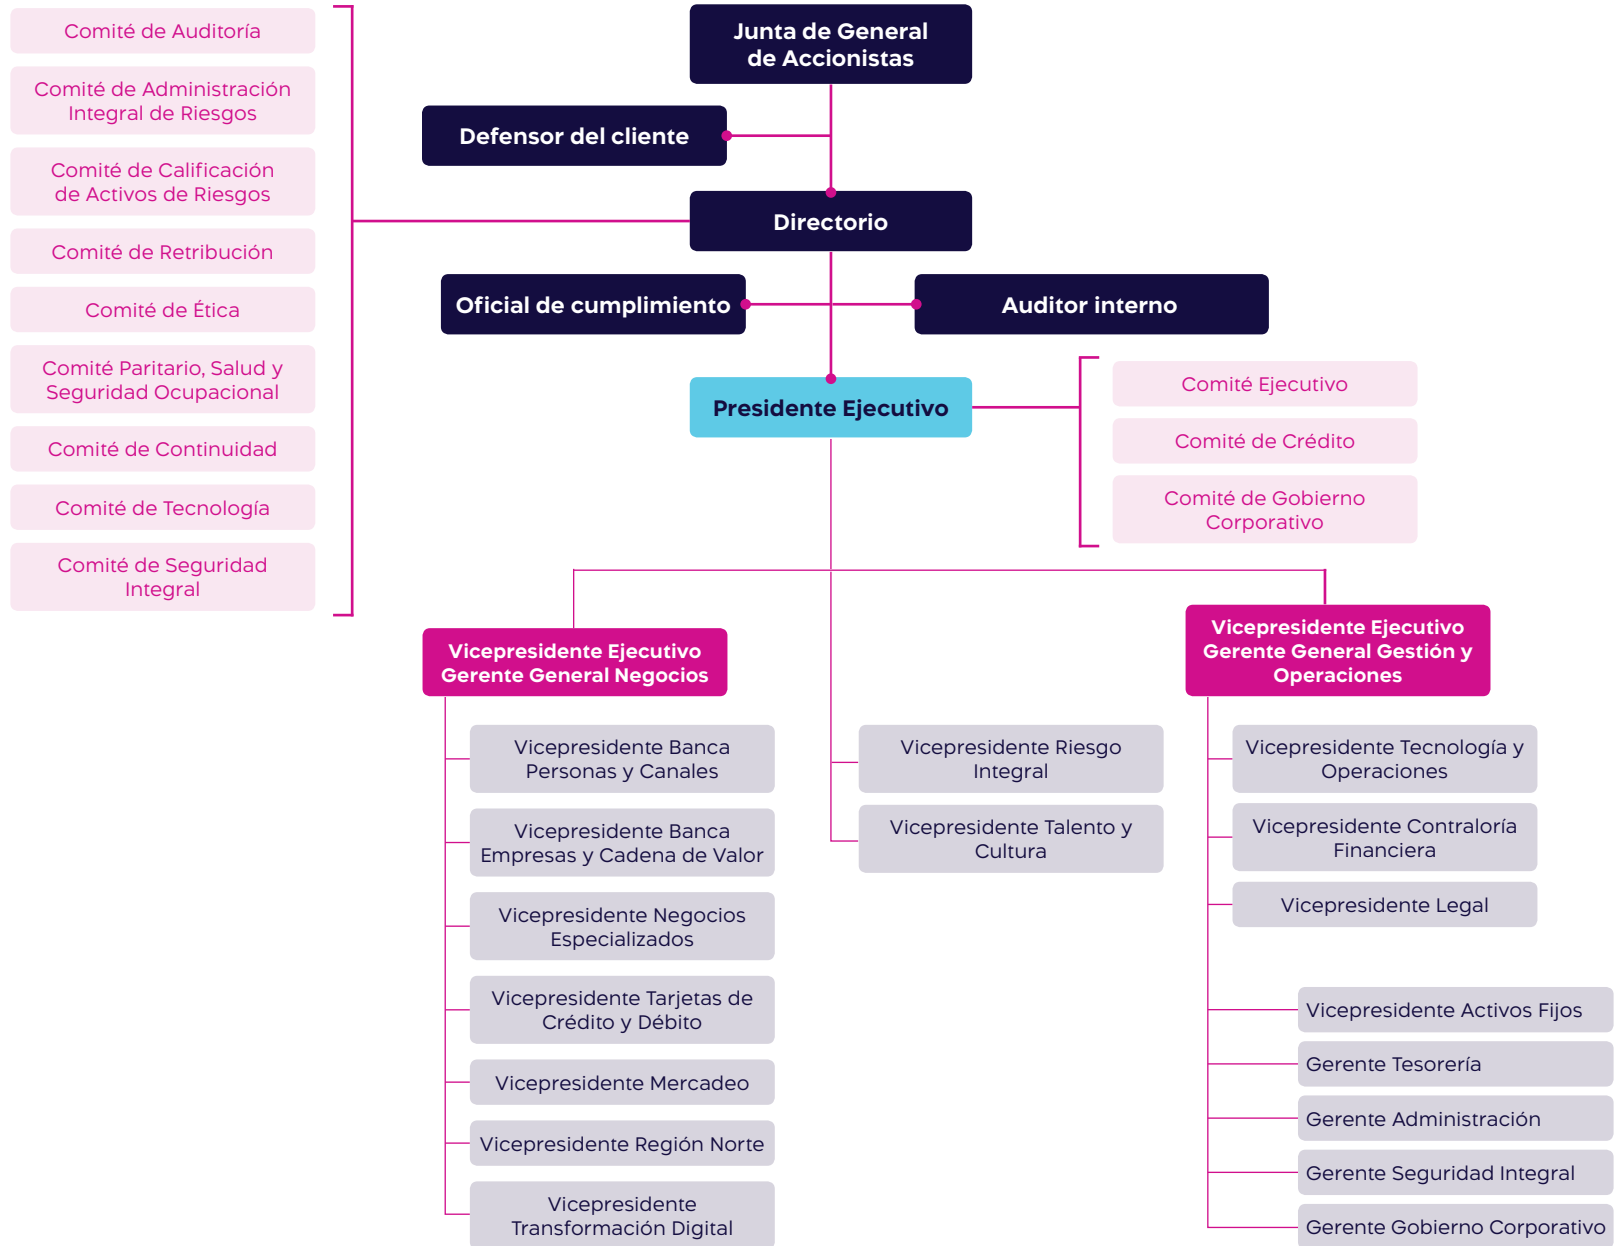 Comité de Auditoría
Comité de Administración
Integral de Riesgos
Comité de Calificación
de Activos de Riesgos
Comité de Retribución
Comité de Ética
Comité Paritario, Salud y
Seguridad Ocupacional
Comité de Continuidad
Comité de Tecnología
Comité de Seguridad
Integral
Junta de General
de Accionistas
Defensor del cliente
Directorio
Oficial de cumplimiento
Auditor interno
Presidente Ejecutivo
Comité Ejecutivo
Comité de Crédito
Comité de Gobierno
Corporativo
Vicepresidente Ejecutivo
Gerente General Negocios
Vicepresidente Banca
Personas y Canales
Vicepresidente Banca
Empresas y Cadena de Valor
Vicepresidente Negocios
Especializados
Vicepresidente Tarjetas de
Crédito y Débito
Vicepresidente Mercadeo
Vicepresidente Región Norte
Vicepresidente
Transformación Digital
Vicepresidente Riesgo
Integral
Vicepresidente Talento y
Cultura
Vicepresidente Ejecutivo
Gerente General Gestión y
Operaciones
Vicepresidente Tecnología y
Operaciones
Vicepresidente Contraloría
Financiera
Vicepresidente Legal
Vicepresidente Activos Fijos
Gerente Tesorería
Gerente Administración
Gerente Seguridad Integral
Gerente Gobierno Corporativo